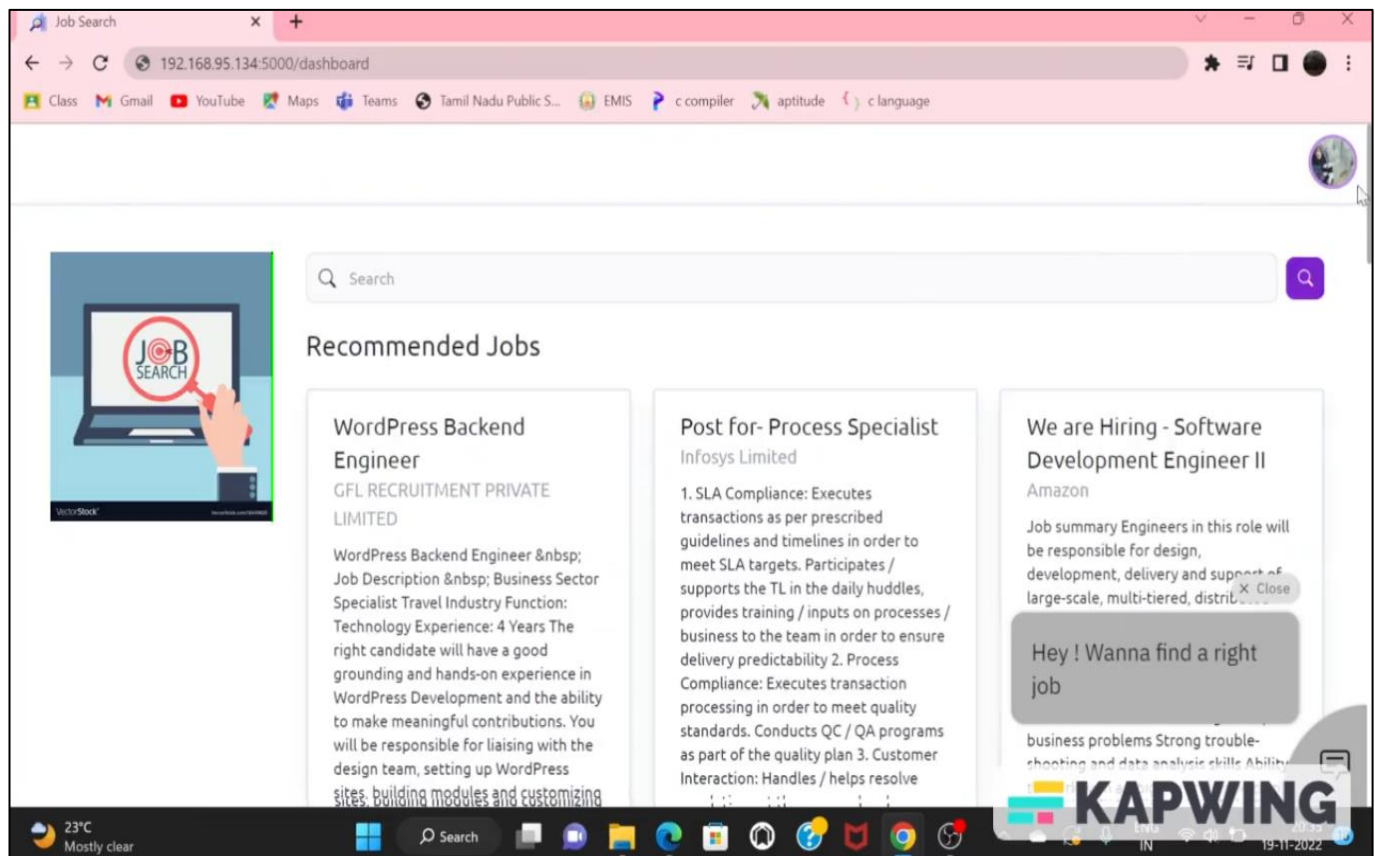 Job Search
192.168.95.134:5000/dashboard
Class Gmail YouTube Maps Teams Tamil Nadu Public S... EMIS c compiler aptitude c language
JOB
SEARCH
VectorStock
Search
Recommended Jobs
WordPress Backend
Engineer
GFL RECRUITMENT PRIVATE
LIMITED
WordPress Backend Engineer &nbsp;
Job Description &nbsp; Business Sector
Specialist Travel Industry Function:
Technology Experience: 4 Years The
right candidate will have a good
grounding and hands-on experience in
WordPress Development and the ability
to make meaningful contributions. You
will be responsible for liaising with the
design team, setting up WordPress
sites, building modules and customizing
Post for- Process Specialist
Infosys Limited
1. SLA Compliance: Executes
transactions as per prescribed
guidelines and timelines in order to
meet SLA targets. Participates /
supports the TL in the daily huddles,
provides training / inputs on processes /
business to the team in order to ensure
delivery predictability 2. Process
Compliance: Executes transaction
processing in order to meet quality
standards. Conducts QC / QA programs
as part of the quality plan 3. Customer
Interaction: Handles / helps resolve
We are Hiring - Software
Development Engineer II
Amazon
Job summary Engineers in this role will
be responsible for design,
development, delivery and support of
large-scale, multi-tiered,
Close
Hey ! Wanna find a right
job
business problems Strong trouble-
shooting and data analysis skills Ability
KAPWING
23°C
Mostly clear
Search
ENG
IN
20:35
19-11-2022